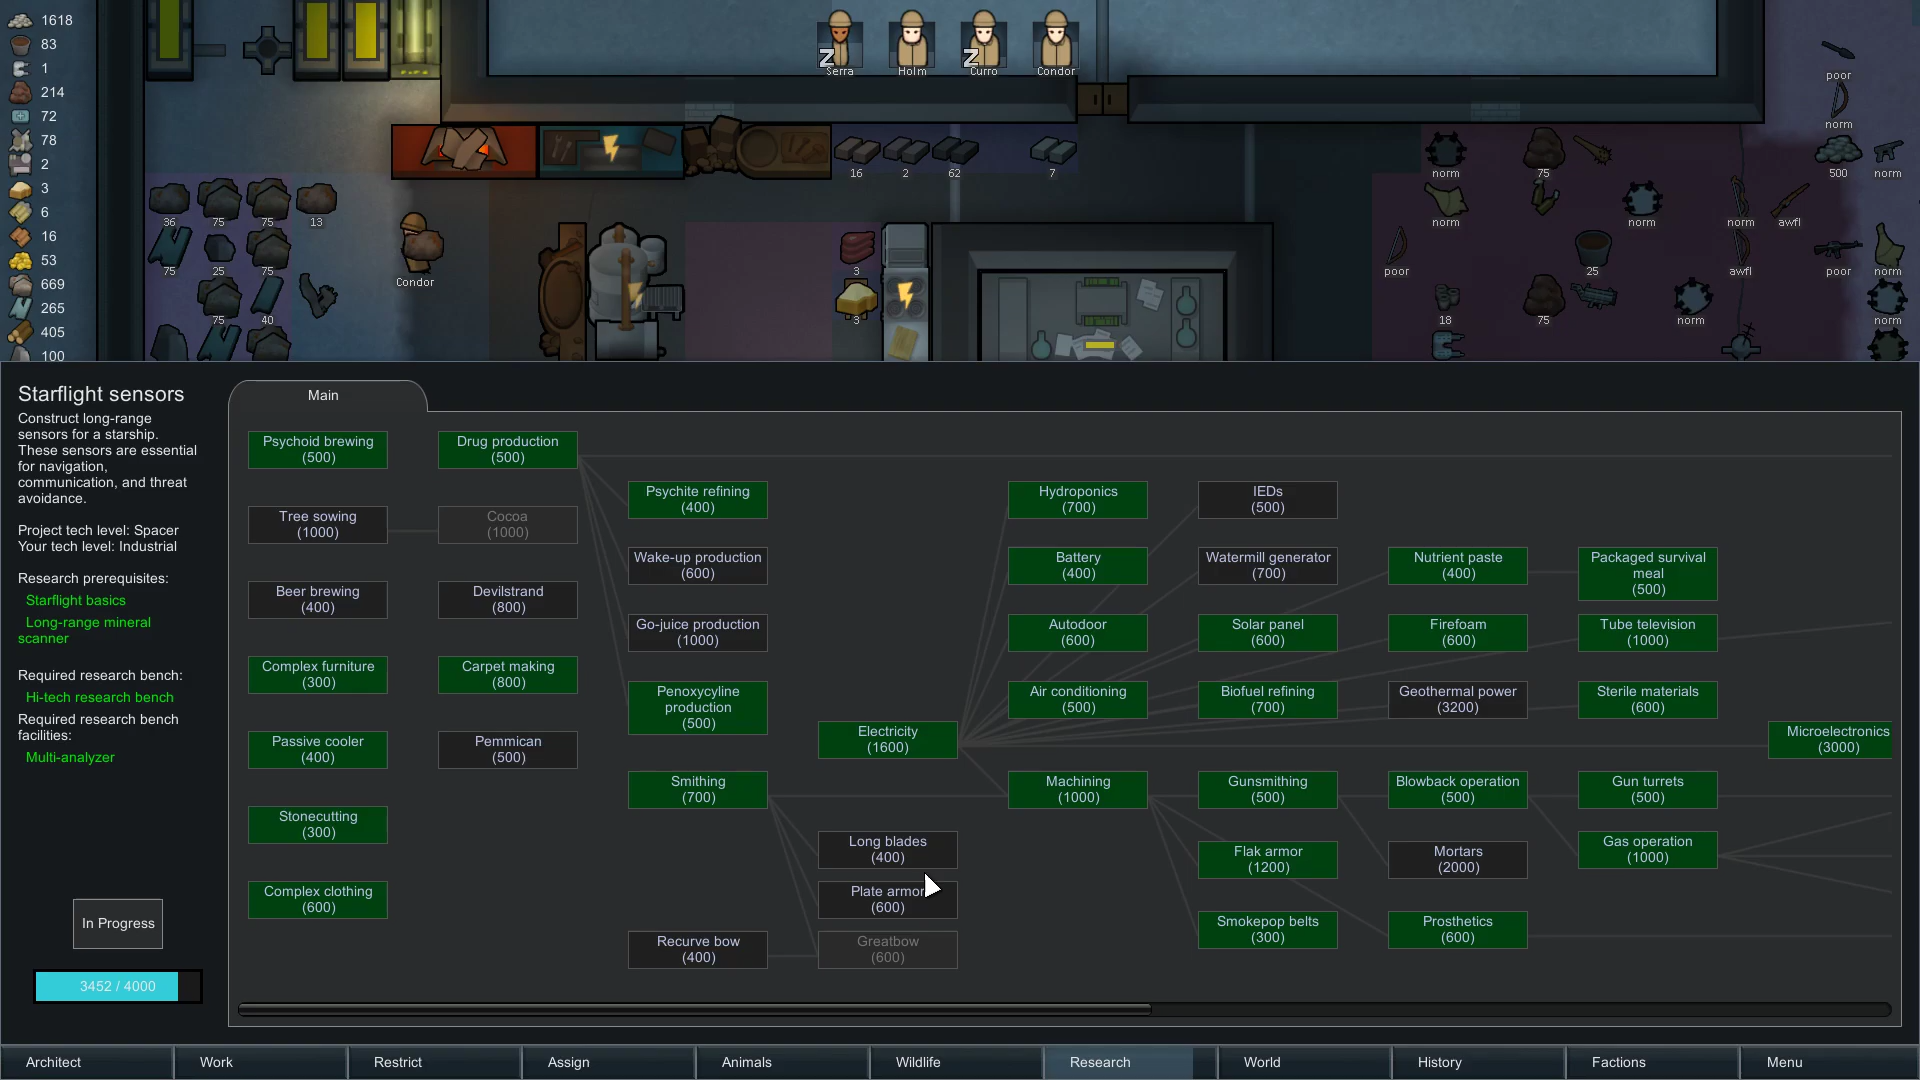 1618
83
1
214
72
78
2
3
6
16
53
669
265
405
100
Z
Z
Serra
Holm
Curro
Condor
poor
norm
16
2
62
7
norm
75
500
norm
36
75
75
13
norm
norm
norm
awfl
75
25
75
Condor
3
poor
25
awfl
poor
norm
75
40
3
18
75
norm
norm
Starflight sensors
Construct long-range
sensors for a starship.
These sensors are essential
for navigation,
communication, and threat
avoidance.
Project tech level: Spacer
Your tech level: Industrial
Research prerequisites:
Starflight basics
Long-range mineral
scanner
Required research bench:
Hi-tech research bench
Required research bench
facilities:
Multi-analyzer
In Progress
3452 / 4000
Main
Psychoid brewing
(500)
Drug production
(500)
Psychite refining
(400)
Hydroponics
(700)
IEDs
(500)
Tree sowing
(1000)
Cocoa
(1000)
Wake-up production
(600)
Battery
(400)
Watermill generator
(700)
Nutrient paste
(400)
Packaged survival
meal
(500)
Beer brewing
(400)
Devilstrand
(800)
Go-juice production
(1000)
Autodoor
(600)
Solar panel
(600)
Firefoam
(600)
Tube television
(1000)
Complex furniture
(300)
Carpet making
(800)
Penoxycyline
production
(500)
Air conditioning
(500)
Biofuel refining
(700)
Geothermal power
(3200)
Sterile materials
(600)
Passive cooler
(400)
Pemmican
(500)
Electricity
(1600)
Microelectronics
(3000)
Smithing
(700)
Machining
(1000)
Gunsmithing
(500)
Blowback operation
(500)
Gun turrets
(500)
Stonecutting
(300)
Long blades
(400)
Flak armor
(1200)
Mortars
(2000)
Gas operation
(1000)
Complex clothing
(600)
Plate armor
(600)
Smokepop belts
(300)
Prosthetics
(600)
Recurve bow
(400)
Greatbow
(600)
Architect
Work
Restrict
Assign
Animals
Wildlife
Research
World
History
Factions
Menu